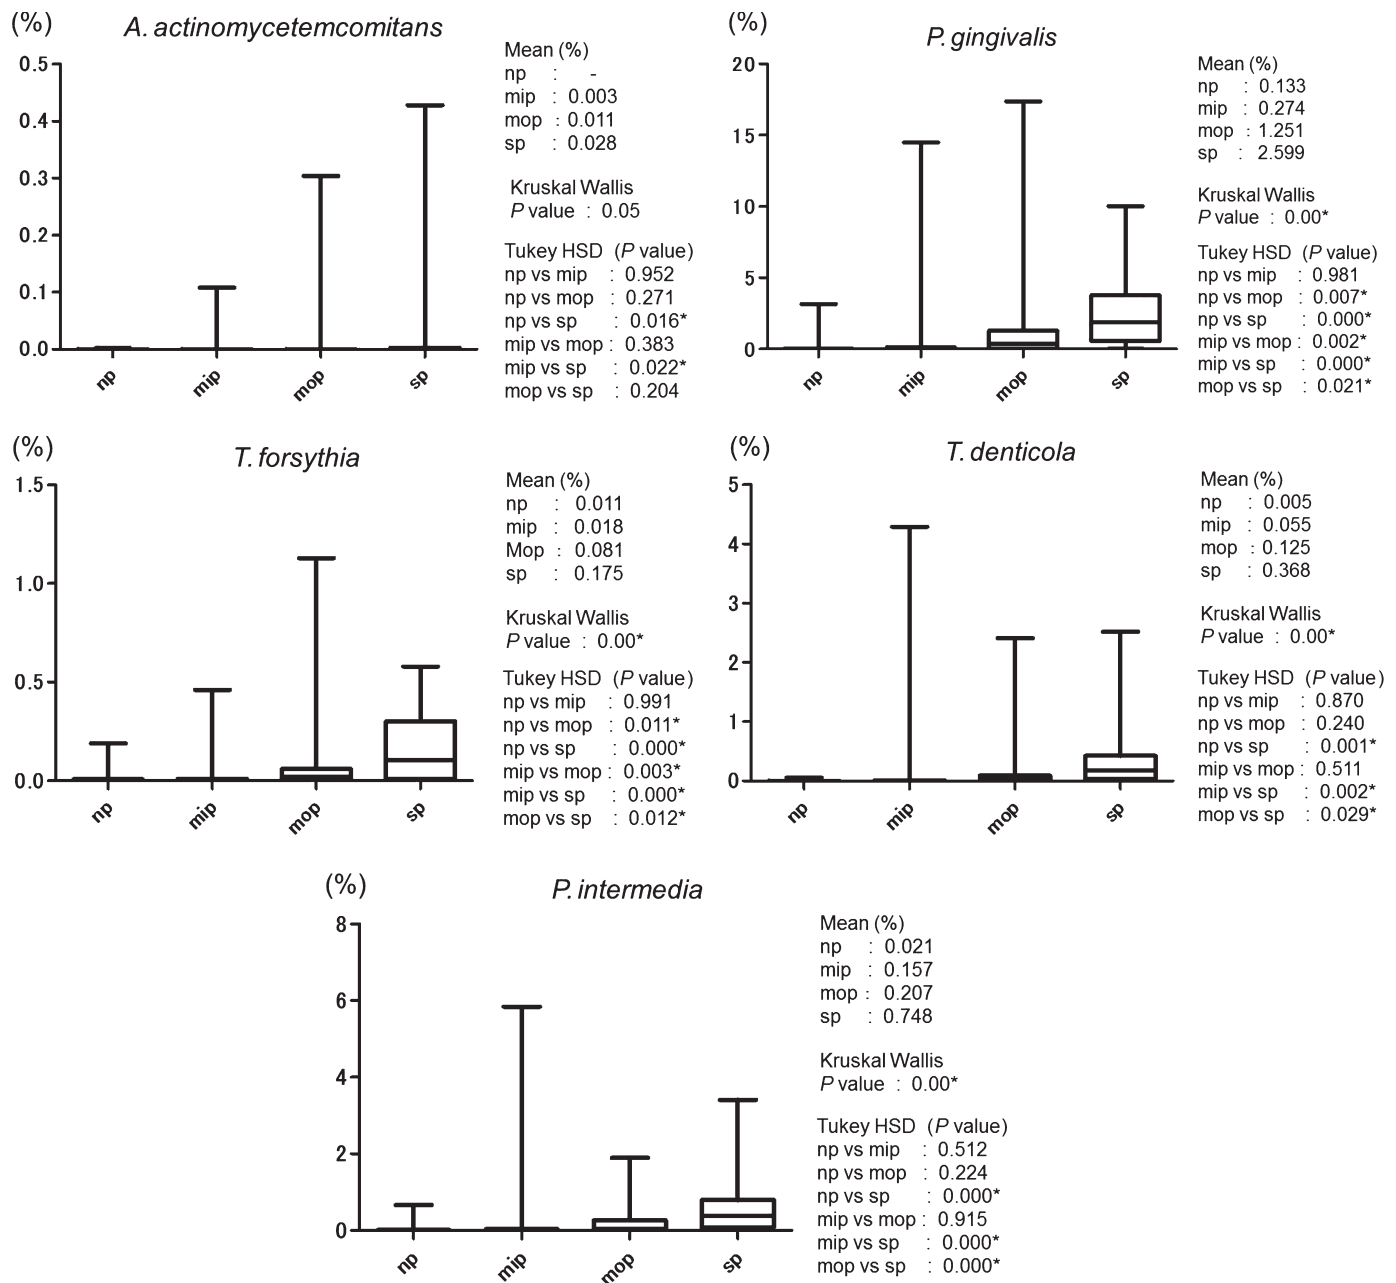 (%)
A. actinomycetemcomitans
0.5
0.4
0.3
0.2
0.1
0.0
np
mip
mop
sp
Mean (%)
np : -
mip : 0.003
mop : 0.011
sp : 0.028
Kruskal Wallis
P value : 0.05
Tukey HSD (P value)
np vs mip : 0.952
np vs mop : 0.271
np vs sp : 0.016*
mip vs mop : 0.383
mip vs sp : 0.022*
mop vs sp : 0.204
(%)
P. gingivalis
20
15
10
5
0
np
mip
mop
sp
Mean (%)
np : 0.133
mip : 0.274
mop : 1.251
sp : 2.599
Kruskal Wallis
P value : 0.00*
Tukey HSD (P value)
np vs mip : 0.981
np vs mop : 0.007*
np vs sp : 0.000*
mip vs mop : 0.002*
mip vs sp : 0.000*
mop vs sp : 0.021*
(%)
T. forsythia
1.5
1.0
0.5
0.0
np
mip
mop
sp
Mean (%)
np : 0.011
mip : 0.018
Mop : 0.081
sp : 0.175
Kruskal Wallis
P value : 0.00*
Tukey HSD (P value)
np vs mip : 0.991
np vs mop : 0.011*
np vs sp : 0.000*
mip vs mop : 0.003*
mip vs sp : 0.000*
mop vs sp : 0.012*
(%)
T. denticola
5
4
3
2
1
0
np
mip
mop
sp
Mean (%)
np : 0.005
mip : 0.055
mop : 0.125
sp : 0.368
Kruskal Wallis
P value : 0.00*
Tukey HSD (P value)
np vs mip : 0.870
np vs mop : 0.240
np vs sp : 0.001*
mip vs mop : 0.511
mip vs sp : 0.002*
mop vs sp : 0.029*
(%)
P. intermedia
8
6
4
2
0
np
mip
mop
sp
Mean (%)
np : 0.021
mip : 0.157
mop : 0.207
sp : 0.748
Kruskal Wallis
P value : 0.00*
Tukey HSD (P value)
np vs mip : 0.512
np vs mop : 0.224
np vs sp : 0.000*
mip vs mop : 0.915
mip vs sp : 0.000*
mop vs sp : 0.000*